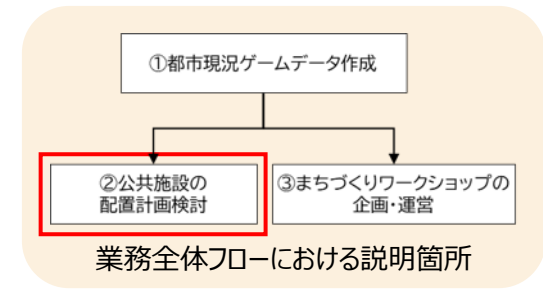 ①都市現況ゲームデータ作成
②公共施設の
配置計画検討
③まちづくりワークショップの
企画・運営
業務全体フローにおける説明箇所